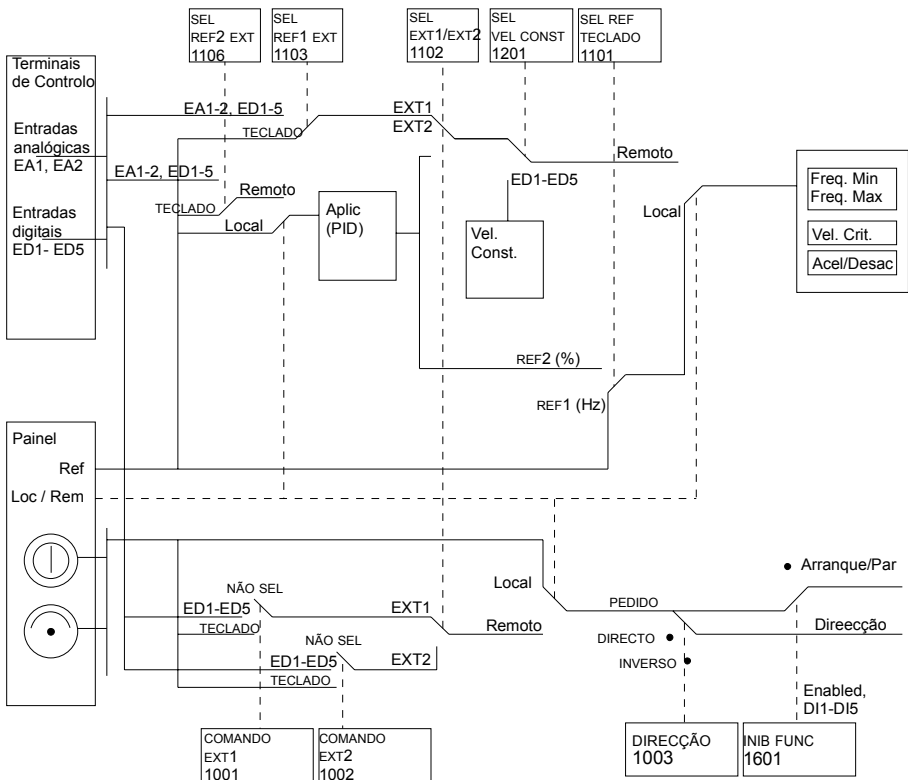 SEL
REF2 EXT
1106
SEL
REF1 EXT
1103
SEL
EXT1/EXT2
1102
SEL
VEL CONST
1201
SEL REF
TECLADO
1101
Terminais
de Controlo
Entradas
analógicas
EA1, EA2
Entradas
digitais
ED1- ED5
EA1-2, ED1-5
TECLADO
EXT1
EXT2
Remoto
EA1-2, ED1-5
TECLADO
Remoto
Local
Aplic
(PID)
ED1-ED5
Vel.
Const.
Local
Freq. Min
Freq. Max
Vel. Crit.
Acel/Desac
REF2 (%)
REF1 (Hz)
Painel
Ref
Loc / Rem
NÃO SEL
ED1-ED5
TECLADO
EXT1
Local
Remoto
NÃO SEL
ED1-ED5
TECLADO
EXT2
PEDIDO
• Arranque/Par
Direecção
DIRECTO •
INVERSO •
Enabled,
DI1-DI5
COMANDO
EXT1
1001
COMANDO
EXT2
1002
DIRECÇÃO
1003
INIB FUNC
1601